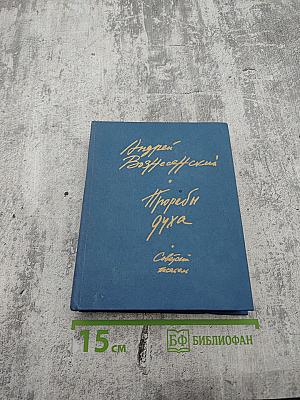 Андрей
Вознесенский
Прорабы
духа
Советский
писатель
15 см
БФ БИБЛИОФАН